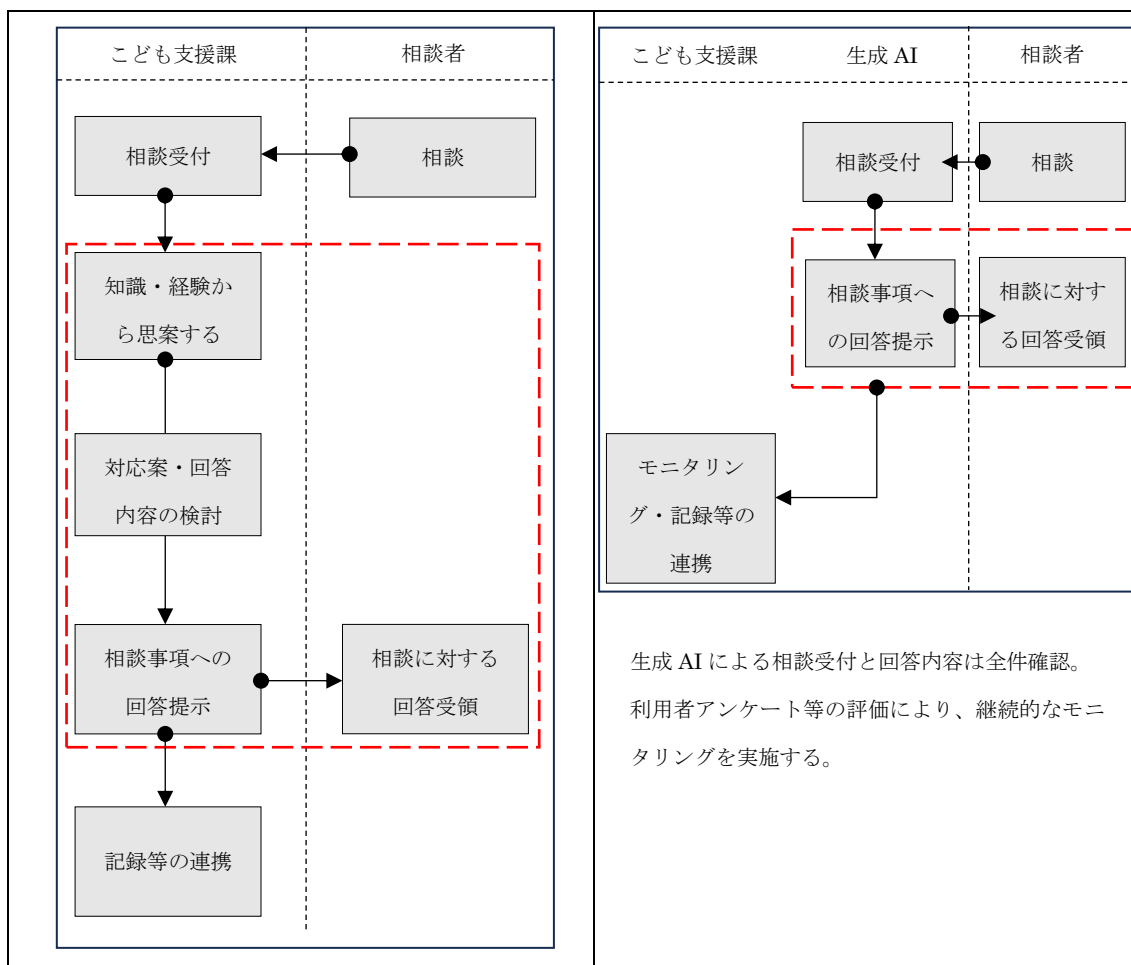 こども支援課
相談者
相談受付
相談
知識・経験か
ら思案する
対応案・回答
内容の検討
相談事項への
回答提示
相談に対する
回答受領
記録等の連携
こども支援課
生成 AI
相談者
相談受付
相談
相談事項へ
の回答提示
相談に対す
る回答受領
モニタリン
グ・記録等の
連携
生成 AI による相談受付と回答内容は全件確認。
利用者アンケート等の評価により、継続的なモニ
タリングを実施する。